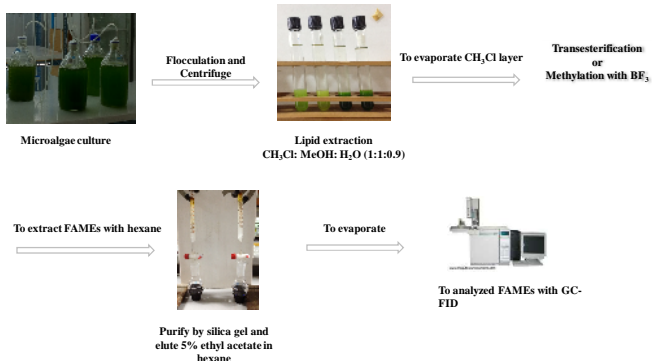 Flocculation and
Centrifuge
To evaporate CH₃Cl layer
Transesterification
or
Methylation with BF₃
Microalgae culture
Lipid extraction
CH₃Cl: MeOH: H₂O (1:1:0.9)
To extract FAMEs with hexane
To evaporate
To analyzed FAMEs with GC-
FID
Purify by silica gel and
elute 5% ethyl acetate in
hexane